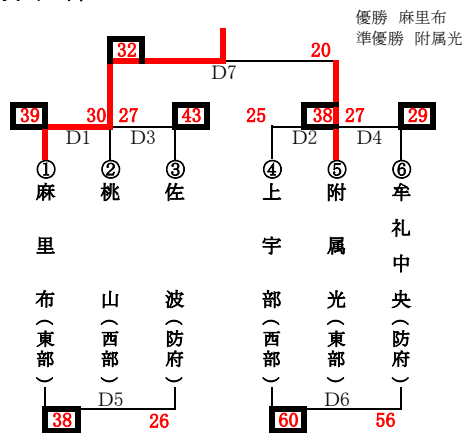 優勝 麻里布
準優勝 附属光
32 20
D7
39 30 27 43 25 38 27 29
D1 D3 D2 D4
① ② ③ ④ ⑤ ⑥
麻里布(東部)
桃山(西部)
佐波(防府)
上宇部(西部)
附属光(東部)
牟礼中央(防府)
D5 D6
38 26 60 56